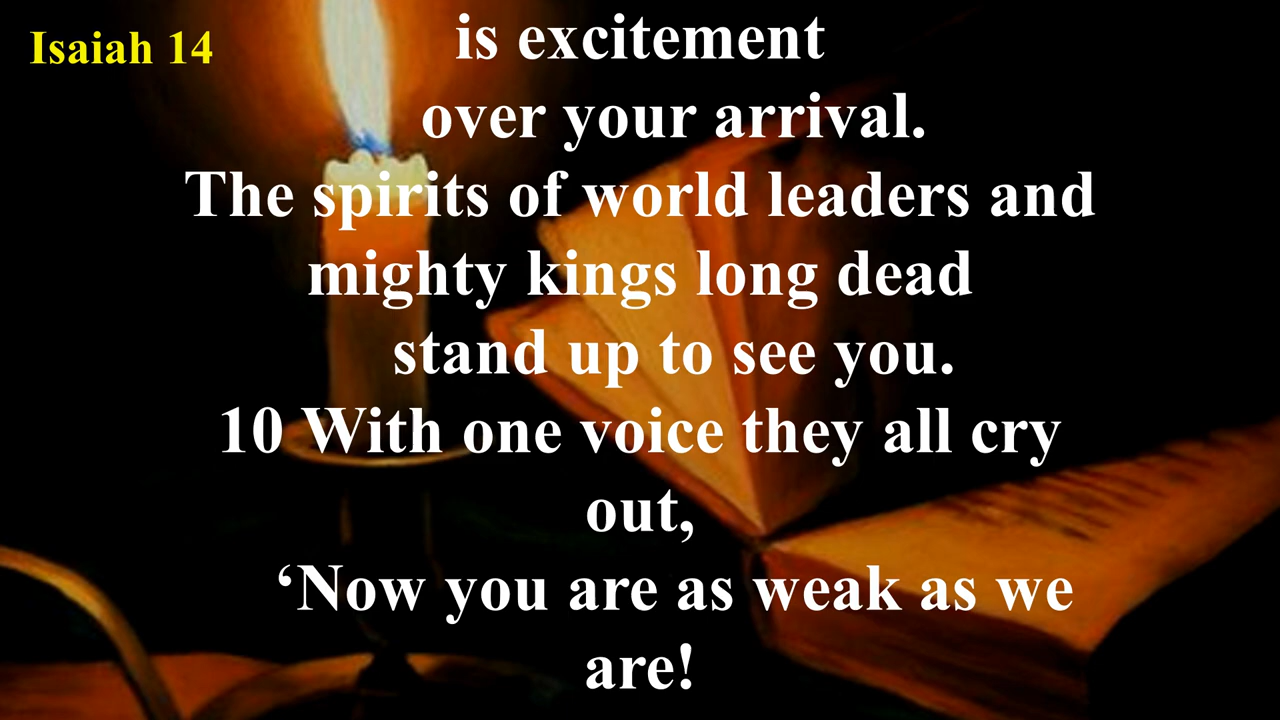 Isaiah 14
is excitement
over your arrival.
The spirits of world leaders and
mighty kings long dead
stand up to see you.
10 With one voice they all cry
out,
‘Now you are as weak as we
are!